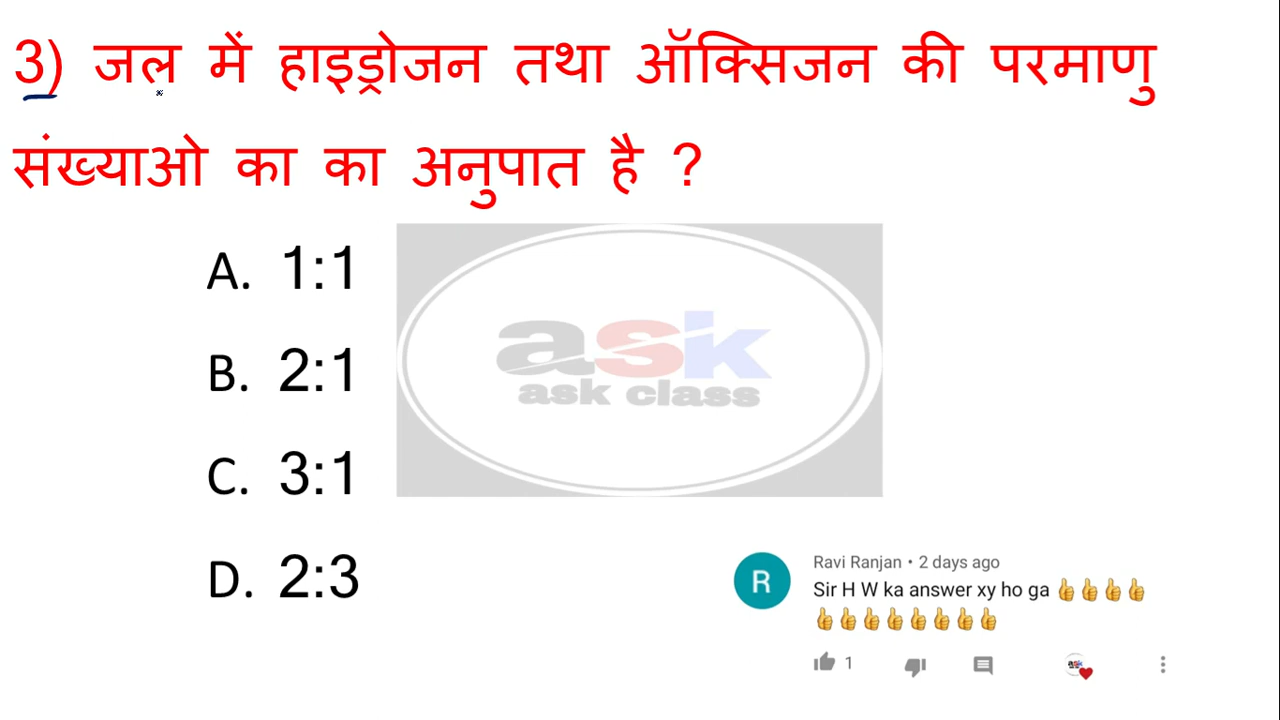 3) जल में हाइड्रोजन तथा ऑक्सिजन की परमाणु
संख्याओ का का अनुपात है ?
A. 1:1
B. 2:1
C. 3:1
D. 2:3
ask
ask class
R
Ravi Ranjan • 2 days ago
Sir H W ka answer xy ho ga 👍👍👍👍
👍👍👍👍👍👍👍👍
1
ask